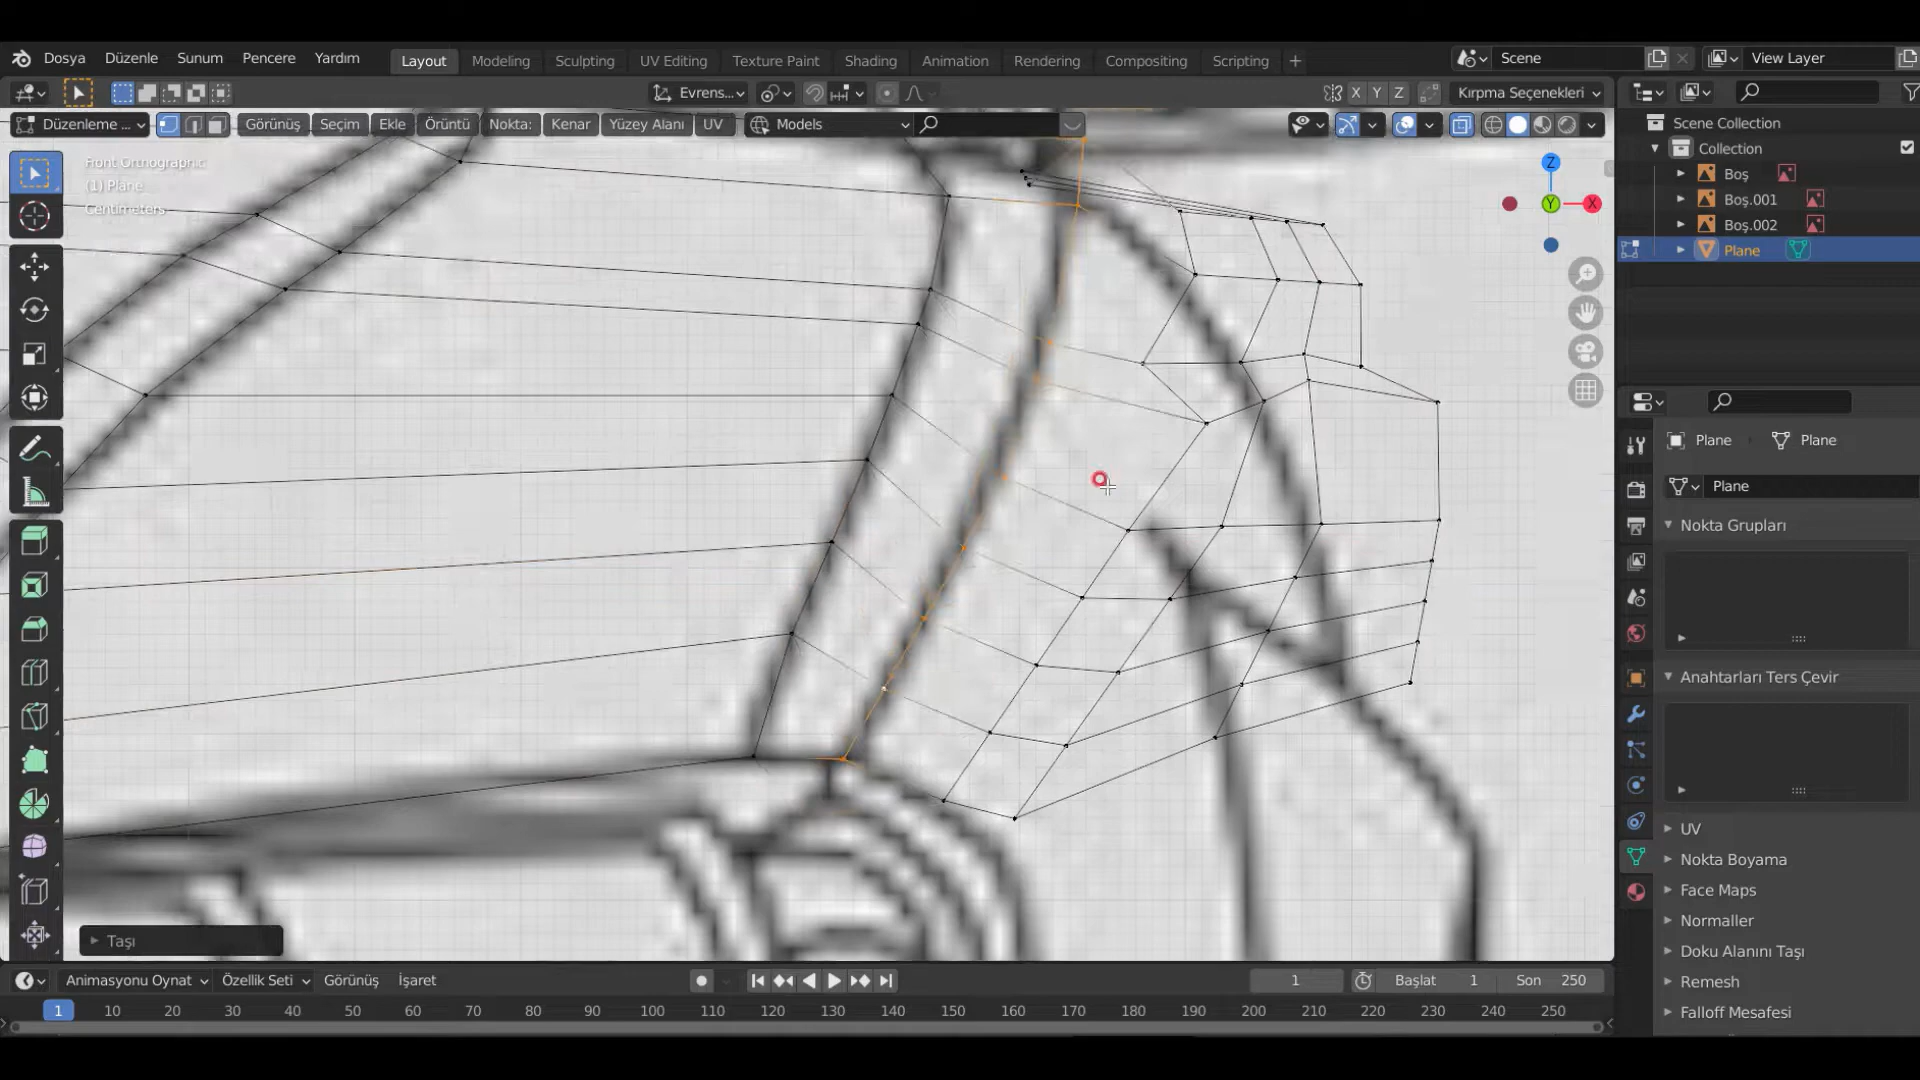 Dosya Düzenle Sunum Pencere Yardım Layout Modeling Sculpting UV Editing Texture Paint Shading Animation Rendering Compositing Scripting + Scene View Layer
Evrens... X Y Z Kırpma Seçenekleri
Düzenleme ... Görünüş Seçim Ekle Örüntü Nokta: Kenar Yüzey Alanı UV Models
Front Orthographic
(1) Plane
Centimeters
Z
Y
X
Scene Collection
Collection
Boş
Boş.001
Boş.002
Plane
Plane Plane
Plane
Nokta Grupları
Anahtarları Ters Çevir
UV
Nokta Boyama
Face Maps
Normaller
Doku Alanını Taşı
Remesh
Falloff Mesafesi
Taşı
Animasyonu Oynat Özellik Seti Görünüş İşaret 1 Başlat 1 Son 250
1 10 20 30 40 50 60 70 80 90 100 110 120 130 140 150 160 170 180 190 200 210 220 230 240 250